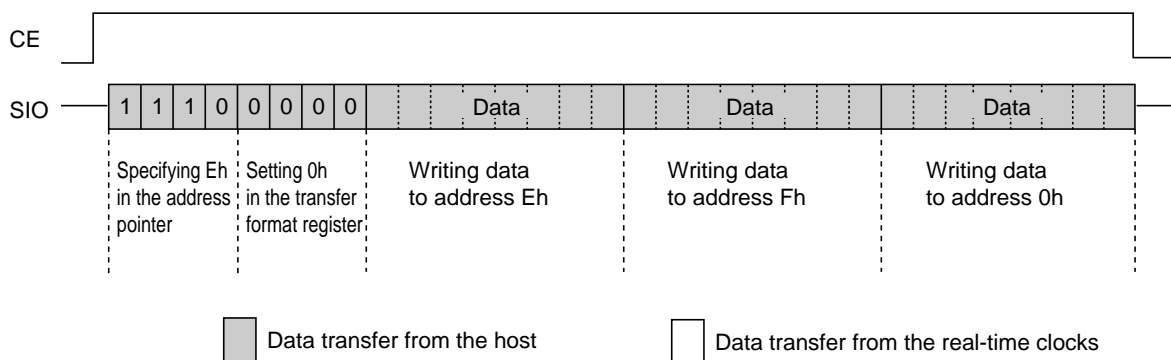 CE
SIO 1 1 1 0 0 0 0 0 Data Data Data
Specifying Eh
in the address
pointer
Setting 0h
in the transfer
format register
Writing data
to address Eh
Writing data
to address Fh
Writing data
to address 0h
Data transfer from the host
Data transfer from the real-time clocks